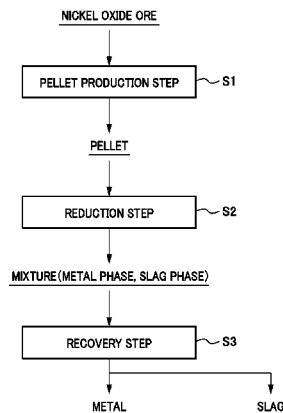 NICKEL OXIDE ORE
PELLET PRODUCTION STEP
S1
PELLET
REDUCTION STEP
S2
MIXTURE(METAL PHASE, SLAG PHASE)
RECOVERY STEP
S3
METAL
SLAG